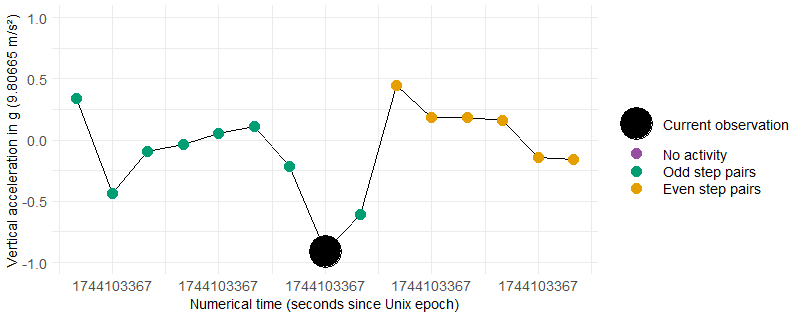 Vertical acceleration in g (9.80665 m/s²)
1.0
0.5
0.0
-0.5
-1.0
1744103367 1744103367 1744103367 1744103367 1744103367
Numerical time (seconds since Unix epoch)
Current observation
No activity
Odd step pairs
Even step pairs